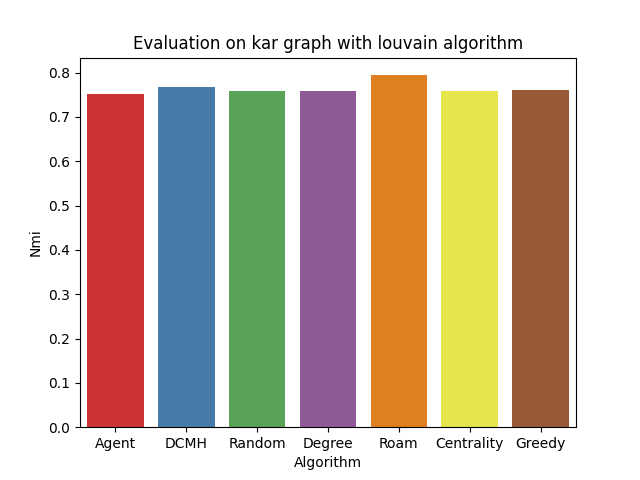 Evaluation on kar graph with louvain algorithm
0.8
0.7
0.6
0.5
0.4
0.3
0.2
0.1
0.0
Nmi
Agent DCMH Random Degree Roam Centrality Greedy
Algorithm